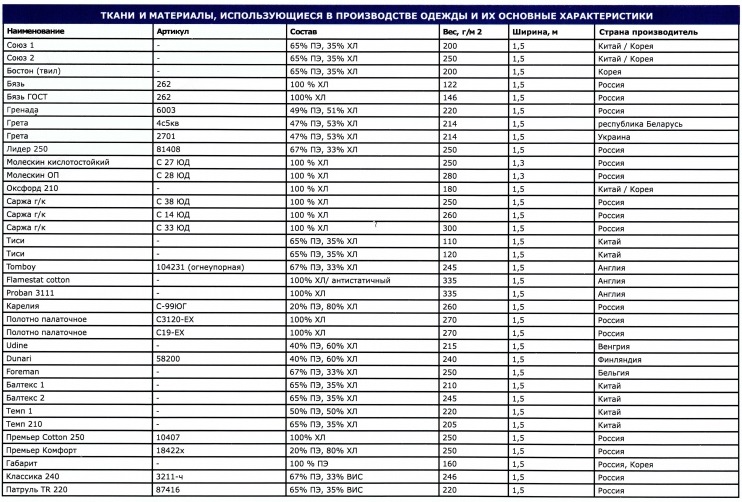 ТКАНИ И МАТЕРИАЛЫ, ИСПОЛЬЗУЮЩИЕСЯ В ПРОИЗВОДСТВЕ ОДЕЖДЫ И ИХ ОСНОВНЫЕ ХАРАКТЕРИСТИКИ
Наименование Артикул Состав Вес, г/м 2 Ширина, м Страна производитель
Союз 1 - 65% ПЭ, 35% ХЛ 200 1,5 Китай / Корея
Союз 2 - 65% ПЭ, 35% ХЛ 250 1,5 Китай / Корея
Бостон (твил) - 65% ПЭ, 35% ХЛ 200 1,5 Корея
Бязь 262 100 % ХЛ 122 1,5 Россия
Бязь ГОСТ 262 100 % ХЛ 146 1,5 Россия
Гренада 6003 49% ПЭ, 51% ХЛ 220 1,5 Россия
Грета 4с5кв 47% ПЭ, 53% ХЛ 214 1,5 республика Беларусь
Грета 2701 47% ПЭ, 53% ХЛ 214 1,5 Украина
Лидер 250 81408 67% ПЭ, 33% ХЛ 250 1,5 Россия
Молескин кислотостойкий С 27 ЮД 100 % ХЛ 250 1,3 Россия
Молескин ОП С 28 ЮД 100 % ХЛ 280 1,3 Россия
Оксфорд 210 - 100 % ХЛ 180 1,5 Китай / Корея
Саржа г/к С 38 ЮД 100 % ХЛ 250 1,5 Россия
Саржа г/к С 14 ЮД 100 % ХЛ 260 1,5 Россия
Саржа г/к С 33 ЮД 100 % ХЛ 300 1,5 Россия
Тиси - 65% ПЭ, 35% ХЛ 110 1,5 Китай
Тиси - 65% ПЭ, 35% ХЛ 120 1,5 Китай
Tomboy 104231 (огнеупорная) 67% ПЭ, 33% ХЛ 245 1,5 Англия
Flamestat cotton - 100% ХЛ/ антистатичный 335 1,5 Англия
Proban 3111 - 100% ХЛ 335 1,5 Англия
Карелия С-99ЮГ 20% ПЭ, 80% ХЛ 260 1,5 Россия
Полотно палаточное С3120-ЕХ 100% ХЛ 270 1,5 Россия
Полотно палаточное С19-ЕХ 100% ХЛ 270 1,5 Россия
Udine - 40% ПЭ, 60% ХЛ 215 1,5 Венгрия
Dunari 58200 40% ПЭ, 60% ХЛ 240 1,5 Финляндия
Foreman - 67% ПЭ, 33% ХЛ 250 1,5 Бельгия
Балтекс 1 - 65% ПЭ, 35% ХЛ 210 1,5 Китай
Балтекс 2 - 65% ПЭ, 35% ХЛ 245 1,5 Китай
Темп 1 - 50% ПЭ, 50% ХЛ 220 1,5 Китай
Темп 210 - 65% ПЭ, 35% ХЛ 205 1,5 Китай
Премьер Cotton 250 10407 100% ХЛ 250 1,5 Россия
Премьер Комфорт 18422х 20% ПЭ, 80% ХЛ 250 1,5 Россия
Габарит - 100 % ПЭ 160 1,5 Россия, Корея
Классика 240 3211-ч 67% ПЭ, 33% ВИС 246 1,5 Россия
Патруль TR 220 87416 65% ПЭ, 35% ВИС 220 1,5 Россия